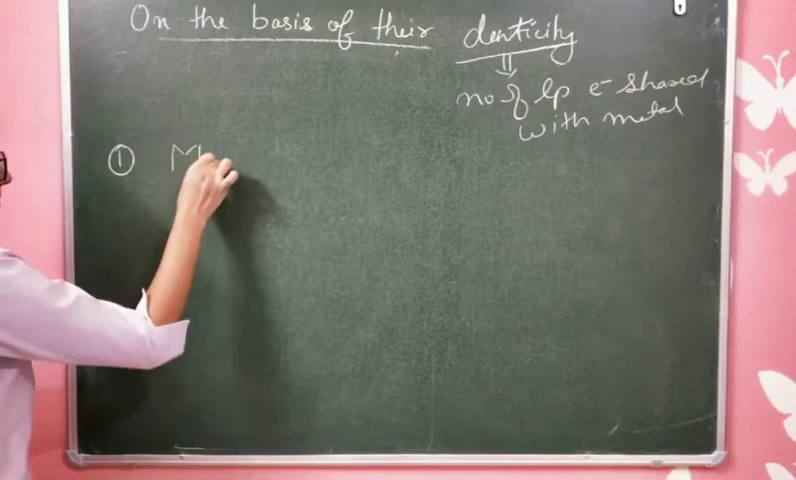 On the basis of their denticity
no of lp e- shared
with metal
① M